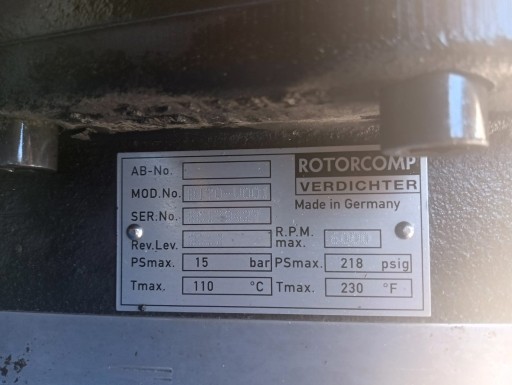 ROTORCOMP
VERDICHTER
Made in Germany
AB-No.
MOD.No.
SER.No.
Rev.Lev. R.P.M. max.
PSmax. 15 bar PSmax. 218 psig
Tmax. 110 °C Tmax. 230 °F